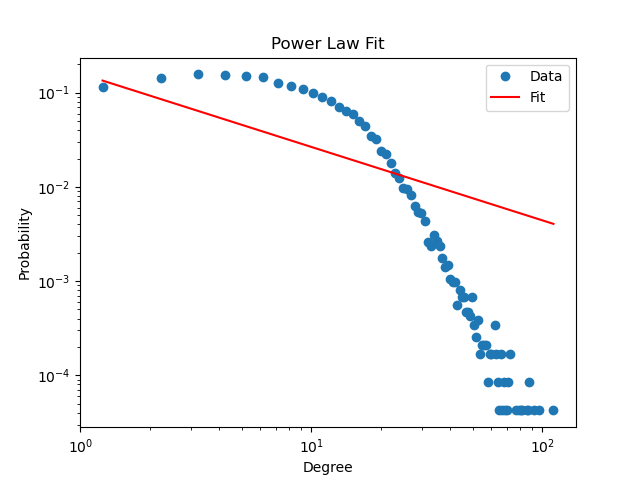 Power Law Fit
Data
Fit
10⁻¹
10⁻²
10⁻³
10⁻⁴
Probability
10⁰
10¹
10²
Degree